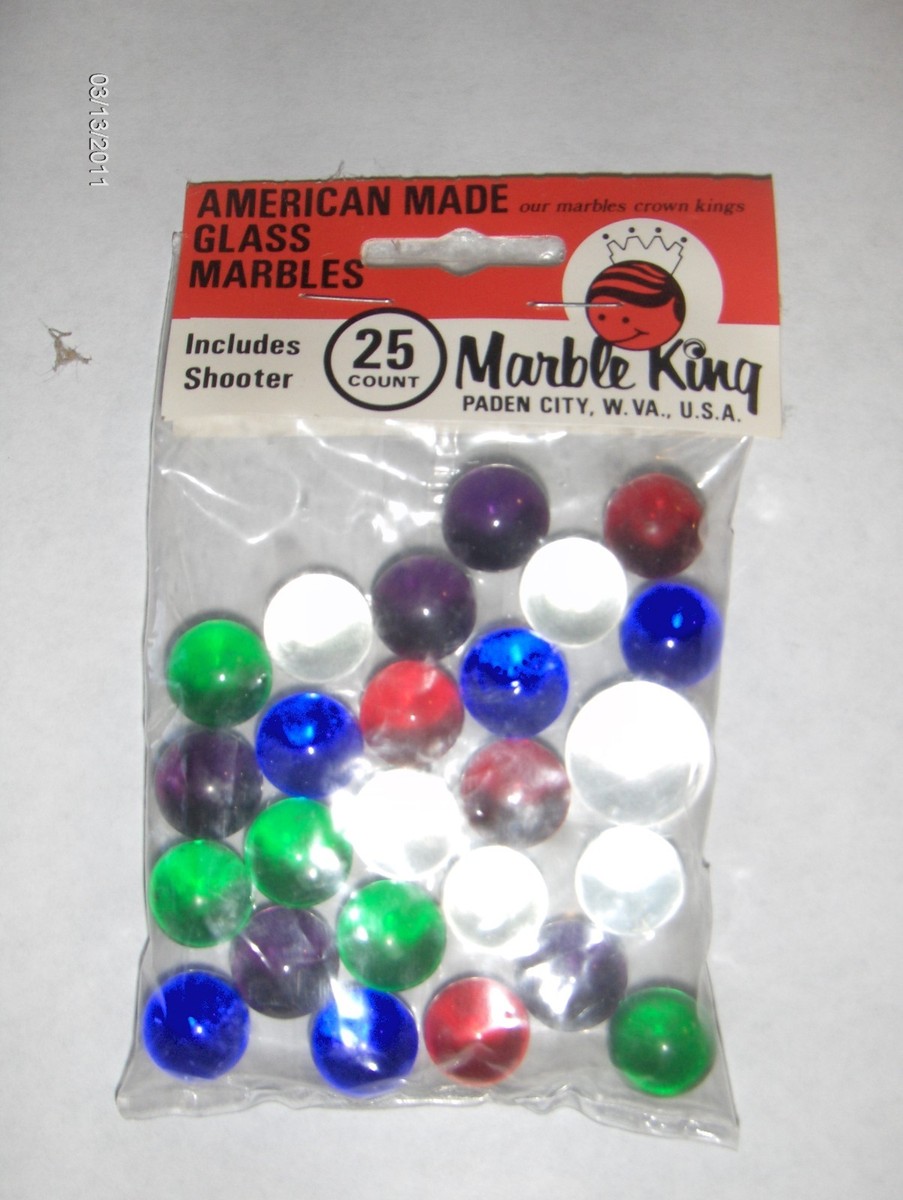 03/13/2011
AMERICAN MADE our marbles crown kings
GLASS
MARBLES
Includes
Shooter
25
COUNT
Marble King
PADEN CITY, W. VA., U.S.A.